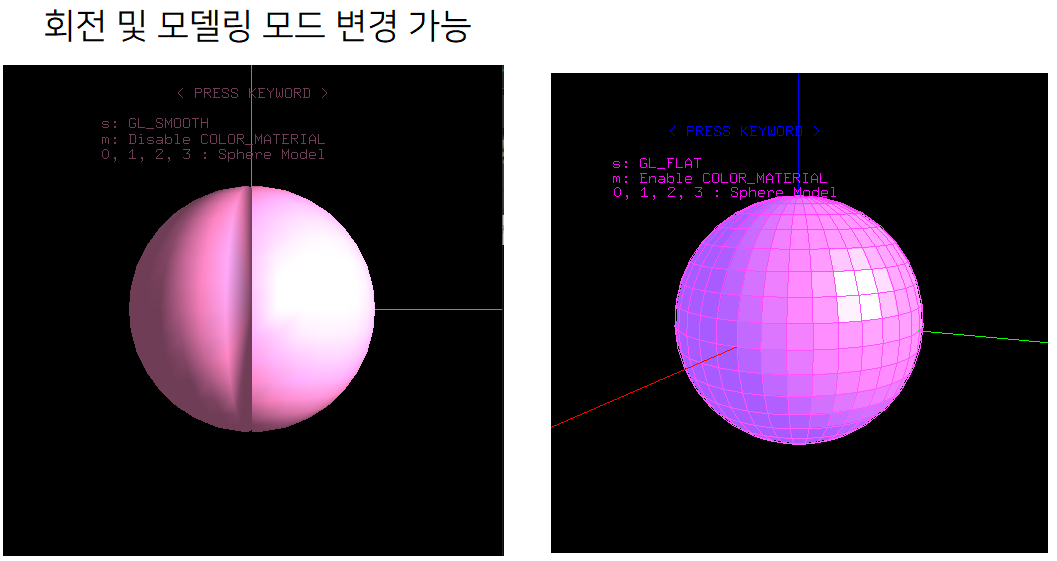 회전 및 모델링 모드 변경 가능
< PRESS KEYWORD >
s: GL_SMOOTH
m: Disable COLOR_MATERIAL
0, 1, 2, 3 : Sphere Model
< PRESS KEYWORD >
s: GL_FLAT
m: Enable COLOR_MATERIAL
0, 1, 2, 3 : Sphere Model